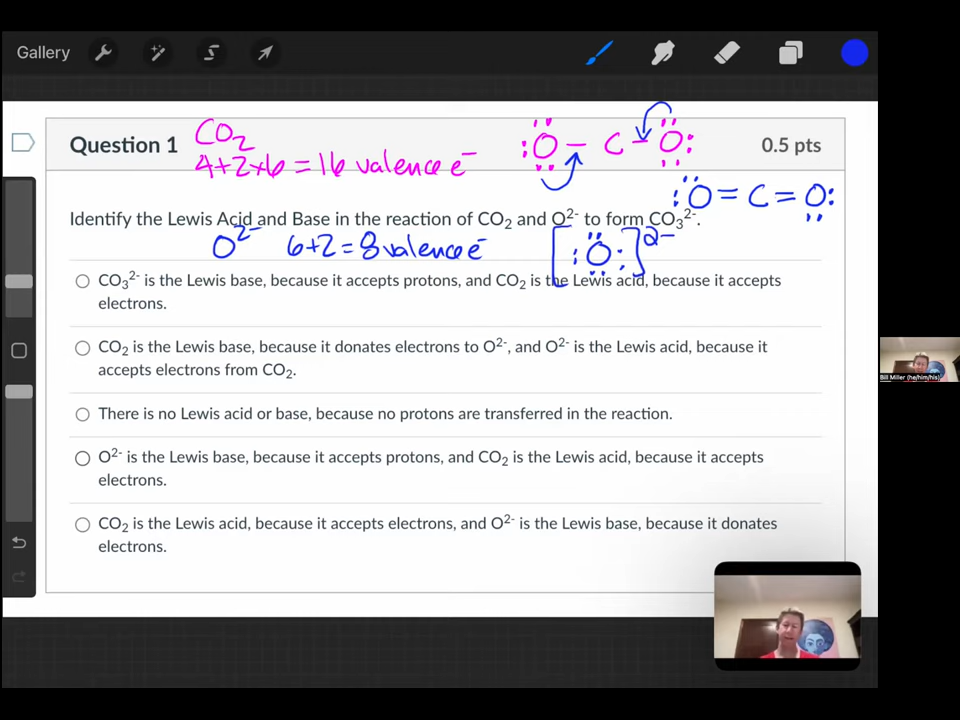 Gallery
Question 1
CO₂
4+2×6=16 valence e⁻
:O – C – O:
0.5 pts
:O = C = O:
Identify the Lewis Acid and Base in the reaction of CO₂ and O²⁻ to form CO₃²⁻.
O²⁻ 6+2=8 valence e⁻ [:O:]²⁻
CO₃²⁻ is the Lewis base, because it accepts protons, and CO₂ is the Lewis acid, because it accepts
electrons.
CO₂ is the Lewis base, because it donates electrons to O²⁻, and O²⁻ is the Lewis acid, because it
accepts electrons from CO₂.
There is no Lewis acid or base, because no protons are transferred in the reaction.
O²⁻ is the Lewis base, because it accepts protons, and CO₂ is the Lewis acid, because it accepts
electrons.
CO₂ is the Lewis acid, because it accepts electrons, and O²⁻ is the Lewis base, because it donates
electrons.
Bill Miller (he/him/his)